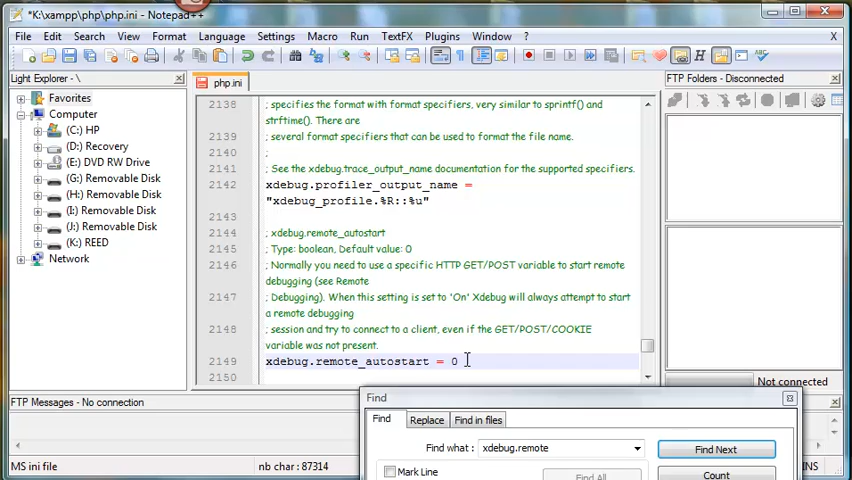 *K:\xampp\php\php.ini - Notepad++
File Edit Search View Format Language Settings Macro Run TextFX Plugins Window ? X
Light Explorer - \
php.ini
FTP Folders - Disconnected
Favorites
Computer
(C:) HP
(D:) Recovery
(E:) DVD RW Drive
(G:) Removable Disk
(H:) Removable Disk
(I:) Removable Disk
(J:) Removable Disk
(K:) REED
Network
2138 ; specifies the format with format specifiers, very similar to sprintf() and
strftime(). There are
2139 ; several format specifiers that can be used to format the file name.
2140 ;
2141 ; See the xdebug.trace_output_name documentation for the supported specifiers.
2142 xdebug.profiler_output_name =
"xdebug_profile.%R::%u"
2143
2144 ; xdebug.remote_autostart
2145 ; Type: boolean, Default value: 0
2146 ; Normally you need to use a specific HTTP GET/POST variable to start remote
debugging (see Remote
2147 ; Debugging). When this setting is set to 'On' Xdebug will always attempt to start
a remote debugging
2148 ; session and try to connect to a client, even if the GET/POST/COOKIE
variable was not present.
2149 xdebug.remote_autostart = 0
2150
Not connected
FTP Messages - No connection
Find
Find Replace Find in files
Find what : xdebug.remote Find Next
Mark Line Find All Count
MS ini file nb char : 87314 INS